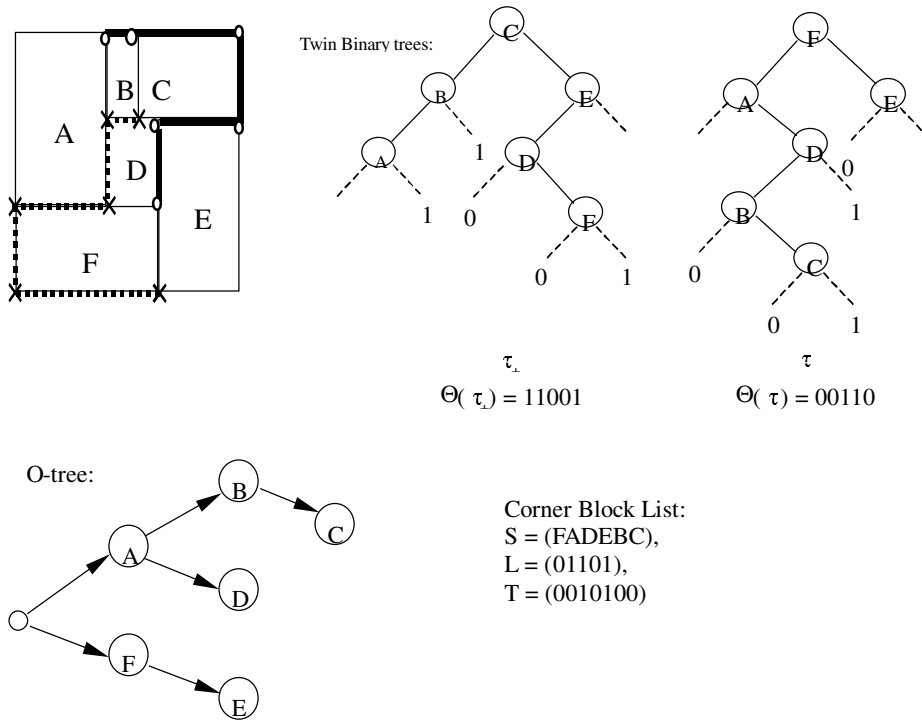 A
B
C
D
E
F
Twin Binary trees:
C
B
E
A
1
D
1
0
F
0
1
τ±
Θ( τ±) = 11001
F
A
E
D
0
B
1
0
C
0
1
τ
Θ( τ) = 00110
O-tree:
B
C
A
D
F
E
Corner Block List:
S = (FADEBC),
L = (01101),
T = (0010100)